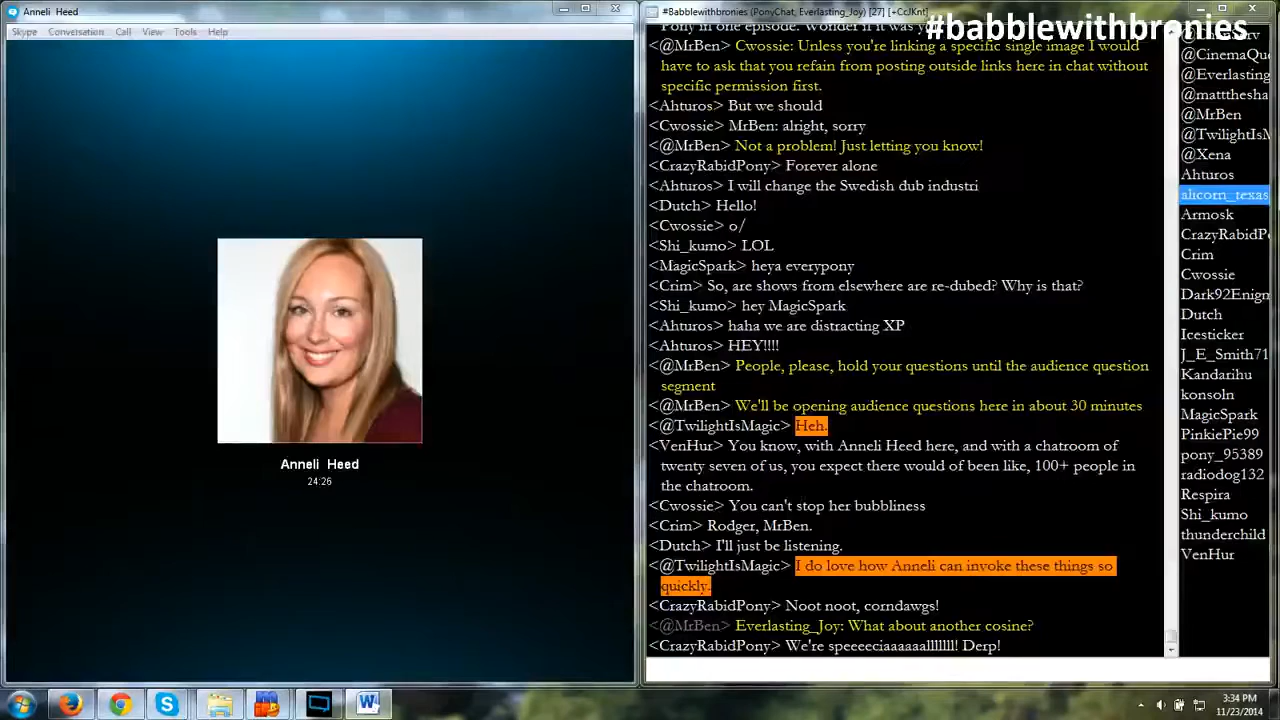 Anneli Heed
Skype Conversation Call View Tools Help
Anneli Heed
24:26
#Babblewithbronies (PonyChat, Everlasting_Joy) [27] [+CcJKnt]
#babblewithbronies
<@MrBen> Cwossie: Unless you're linking a specific single image I would
have to ask that you refain from posting outside links here in chat without
specific permission first.
<Ahturos> But we should
<Cwossie> MrBen: alright, sorry
<@MrBen> Not a problem! Just letting you know!
<CrazyRabidPony> Forever alone
<Ahturos> I will change the Swedish dub industri
<Dutch> Hello!
<Cwossie> o/
<Shi_kumo> LOL
<MagicSpark> heya everypony
<Crim> So, are shows from elsewhere are re-dubed? Why is that?
<Shi_kumo> hey MagicSpark
<Ahturos> haha we are distracting XP
<Ahturos> HEY!!!!
<@MrBen> People, please, hold your questions until the audience question
segment
<@MrBen> We'll be opening audience questions here in about 30 minutes
<@TwilightIsMagic> Heh.
<VenHur> You know, with Anneli Heed here, and with a chatroom of
twenty seven of us, you expect there would of been like, 100+ people in
the chatroom.
<Cwossie> You can't stop her bubbliness
<Crim> Rodger, MrBen.
<Dutch> I'll just be listening.
<@TwilightIsMagic> I do love how Anneli can invoke these things so
quickly.
<CrazyRabidPony> Noot noot, corndawgs!
<@MrBen> Everlasting_Joy: What about another cosine?
<CrazyRabidPony> We're speeeeciaaaaaalllllll! Derp!
@CinemaQue
@Everlasting
@mattthesha
@MrBen
@TwilightIsM
@Xena
Ahturos
alicorn_texas
Armosk
CrazyRabidPo
Crim
Cwossie
Dark92Enigm
Dutch
Icesticker
J_E_Smith71
Kandarihu
konsoln
MagicSpark
PinkiePie99
pony_95389
radiodog132
Respira
Shi_kumo
thunderchild
VenHur
3:34 PM
11/23/2014